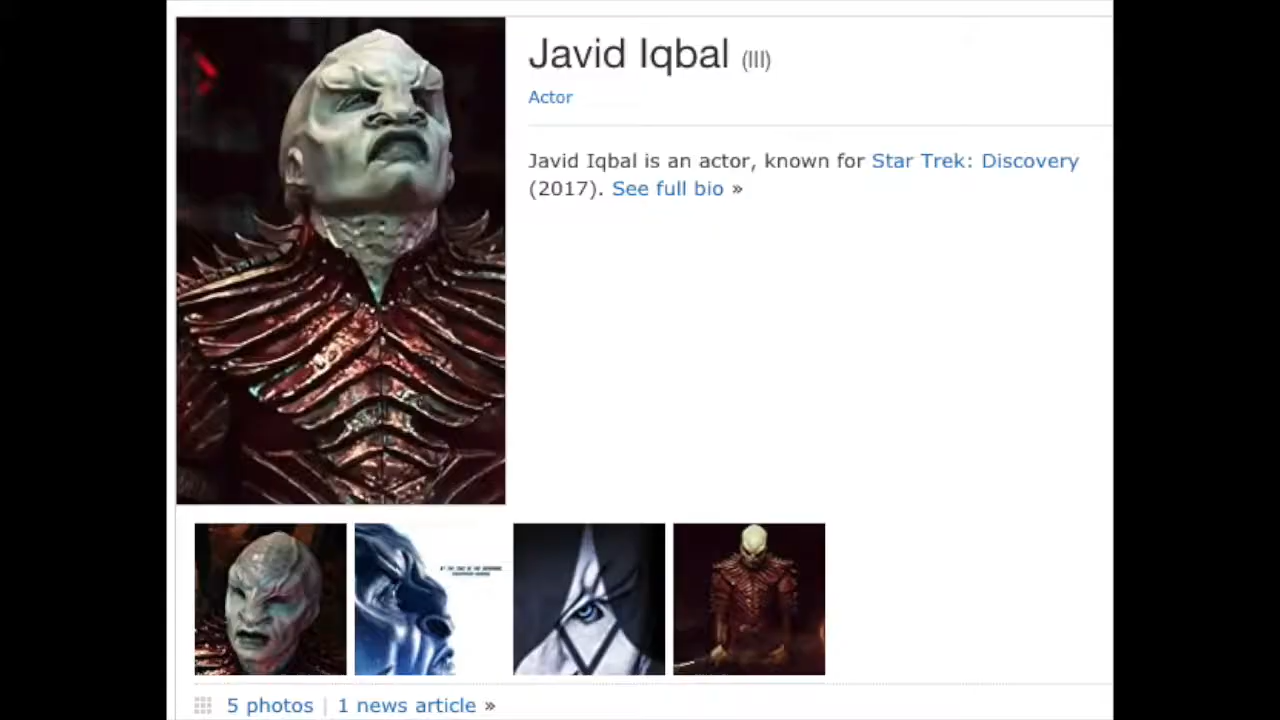 Javid Iqbal (III)
Actor
Javid Iqbal is an actor, known for Star Trek: Discovery
(2017). See full bio »
5 photos | 1 news article »